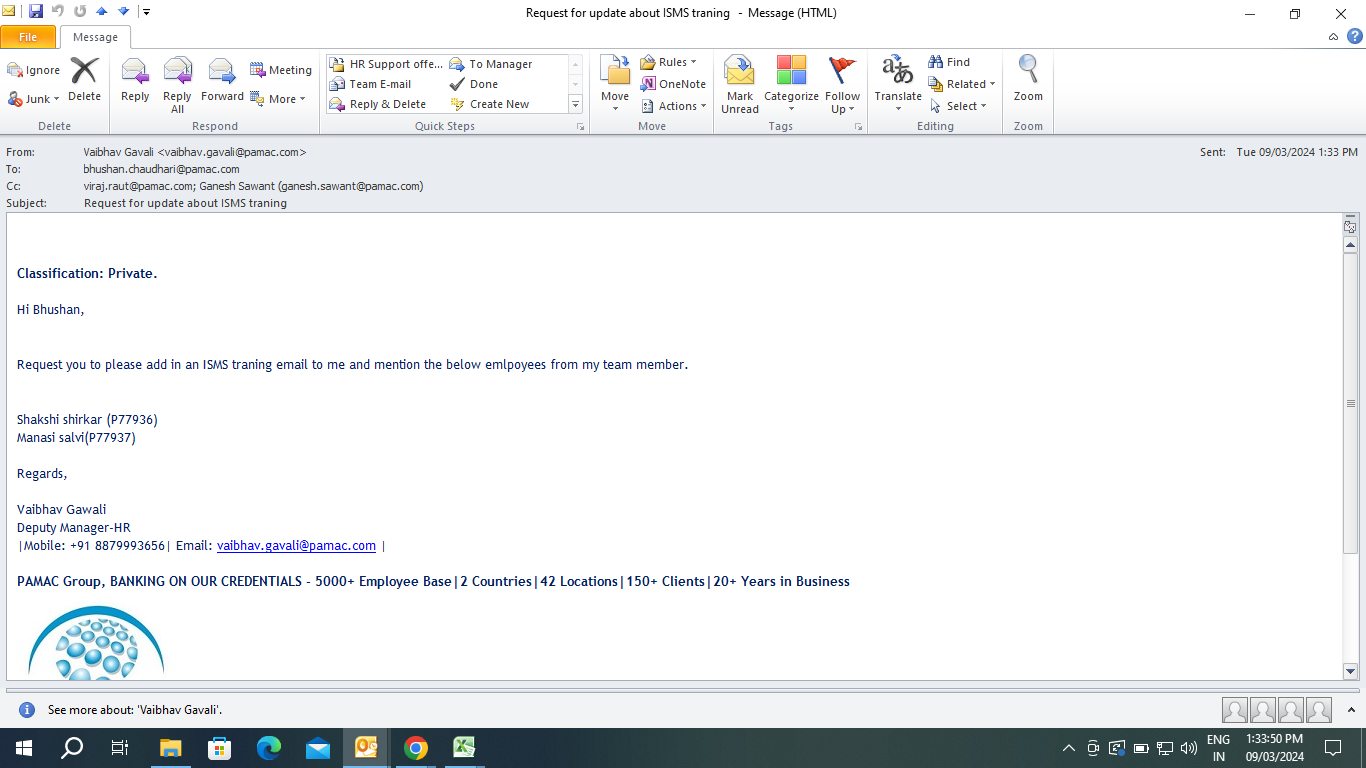 Request for update about ISMS traning - Message (HTML)
File
Message
Ignore
Junk
Delete
Reply
Reply All
Forward
Meeting
More
HR Support offe...
To Manager
Team E-mail
Done
Reply & Delete
Create New
Move
Rules
OneNote
Actions
Mark Unread
Categorize
Follow Up
Translate
Find
Related
Select
Zoom
Delete
Respond
Quick Steps
Move
Tags
Editing
Zoom
From: Vaibhav Gavali <vaibhav.gavali@pamac.com>
Sent: Tue 09/03/2024 1:33 PM
To: bhushan.chaudhari@pamac.com
Cc: viraj.raut@pamac.com; Ganesh Sawant (ganesh.sawant@pamac.com)
Subject: Request for update about ISMS traning
Classification: Private.
Hi Bhushan,
Request you to please add in an ISMS traning email to me and mention the below emlpoyees from my team member.
Shakshi shirkar (P77936)
Manasi salvi(P77937)
Regards,
Vaibhav Gawali
Deputy Manager-HR
|Mobile: +91 8879993656| Email: vaibhav.gavali@pamac.com |
PAMAC Group, BANKING ON OUR CREDENTIALS - 5000+ Employee Base|2 Countries|42 Locations|150+ Clients|20+ Years in Business
See more about: 'Vaibhav Gavali'.
ENG
IN
1:33:50 PM
09/03/2024